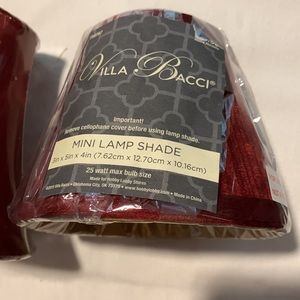 VILLA BACCI®
Important!
Remove cellophane cover before using lamp shade.
MINI LAMP SHADE
3in x 5in x 4in (7.62cm x 12.70cm x 10.16cm)
25 watt max bulb size
Made for Hobby Lobby Stores
Oklahoma City, OK 73179 • www.hobbylobby.com • Made in China